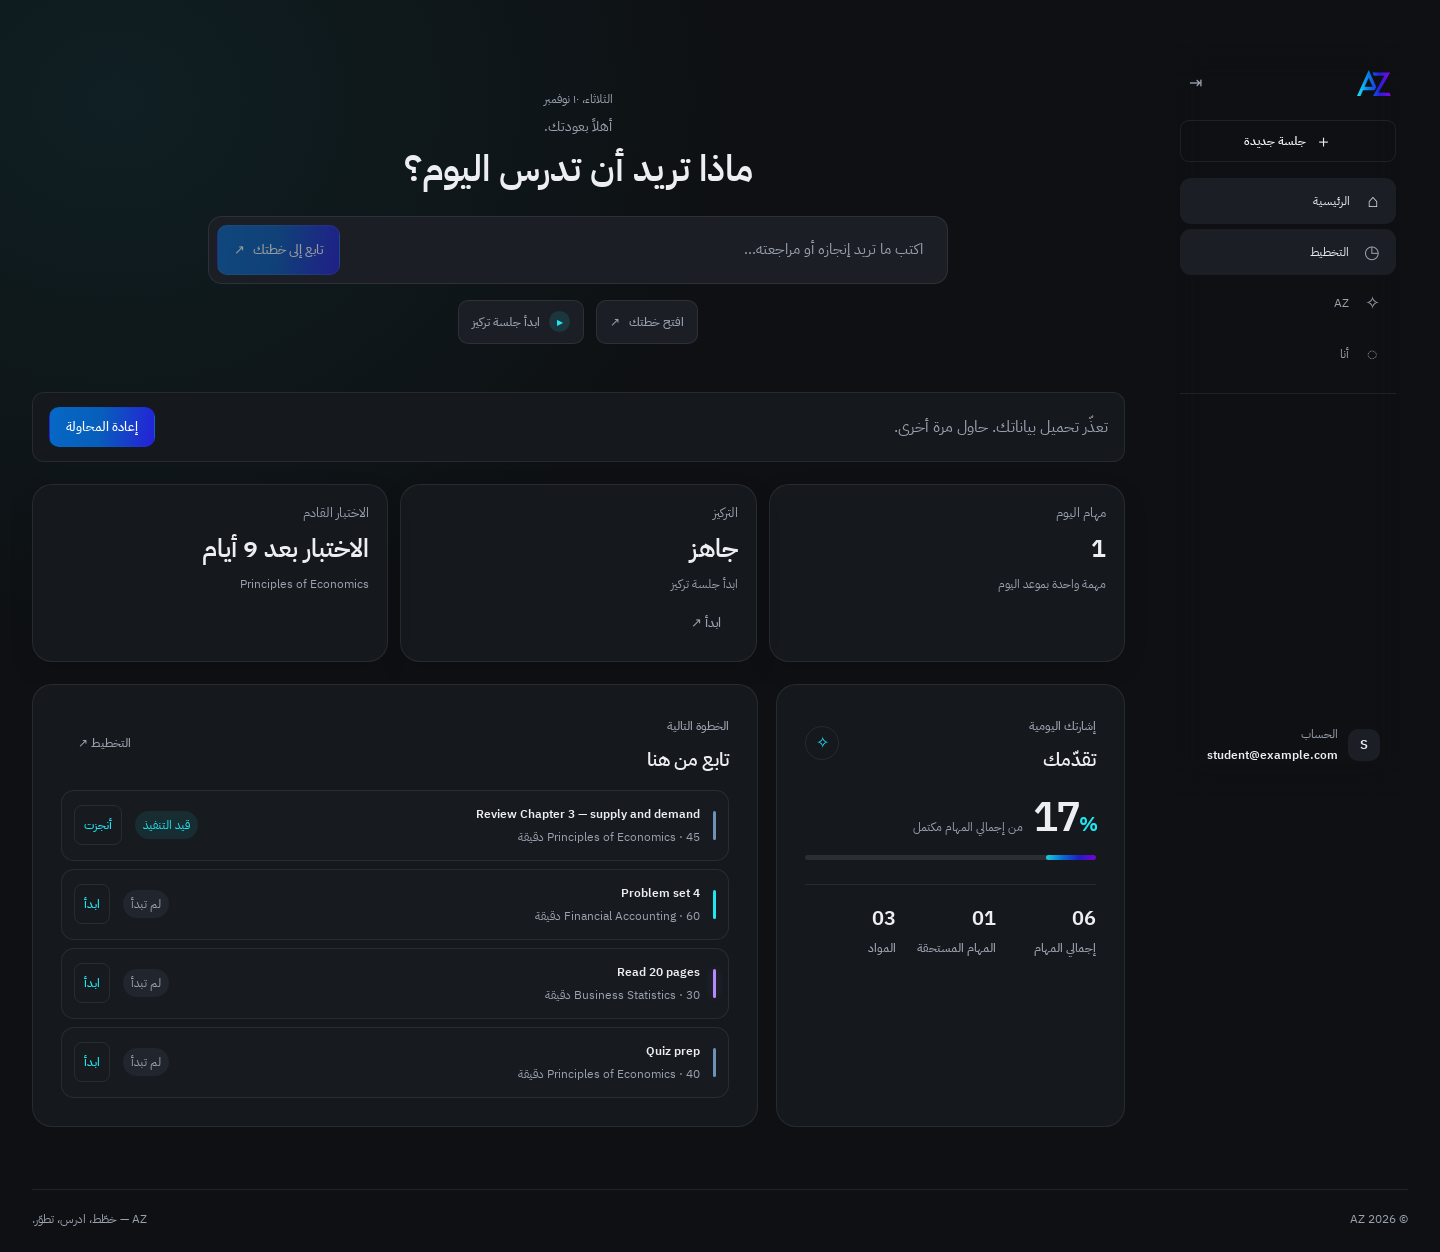 AZ
جلسة جديدة
الرئيسية
التخطيط
AZ
أنا
الحساب
S
student@example.com
الثلاثاء، ١٠ نوفمبر
أهلاً بعودتك.
ماذا تريد أن تدرس اليوم؟
اكتب ما تريد إنجازه أو مراجعته...
تابع إلى خطتك ↗
افتح خطتك ↗
ابدأ جلسة تركيز
تعذّر تحميل بياناتك. حاول مرة أخرى.
إعادة المحاولة
مهام اليوم
1
مهمة واحدة بموعد اليوم
التركيز
جاهز
ابدأ جلسة تركيز
ابدأ ↗
الاختبار القادم
الاختبار بعد 9 أيام
Principles of Economics
إشارتك اليومية
تقدّمك
17%
من إجمالي المهام مكتمل
06
إجمالي المهام
01
المهام المستحقة
03
المواد
الخطوة التالية
تابع من هنا
التخطيط ↗
Review Chapter 3 — supply and demand
Principles of Economics · 45 دقيقة
قيد التنفيذ
أنجزت
Problem set 4
Financial Accounting · 60 دقيقة
لم تبدأ
ابدأ
Read 20 pages
Business Statistics · 30 دقيقة
لم تبدأ
ابدأ
Quiz prep
Principles of Economics · 40 دقيقة
لم تبدأ
ابدأ
© 2026 AZ
AZ — خطّط، ادرس، تطوّر.